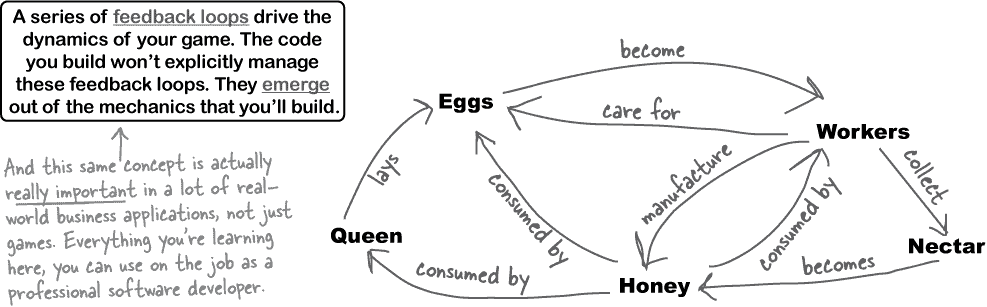 A series of feedback loops drive the
dynamics of your game. The code
you build won't explicitly manage
these feedback loops. They emerge
out of the mechanics that you'll build.
And this same concept is actually
really important in a lot of real-
world business applications, not just
games. Everything you're learning
here, you can use on the job as a
professional software developer.
become
Eggs
care for
Workers
lays
consumed by
manufacture
consumed by
collect
Queen
Nectar
consumed by
Honey
becomes